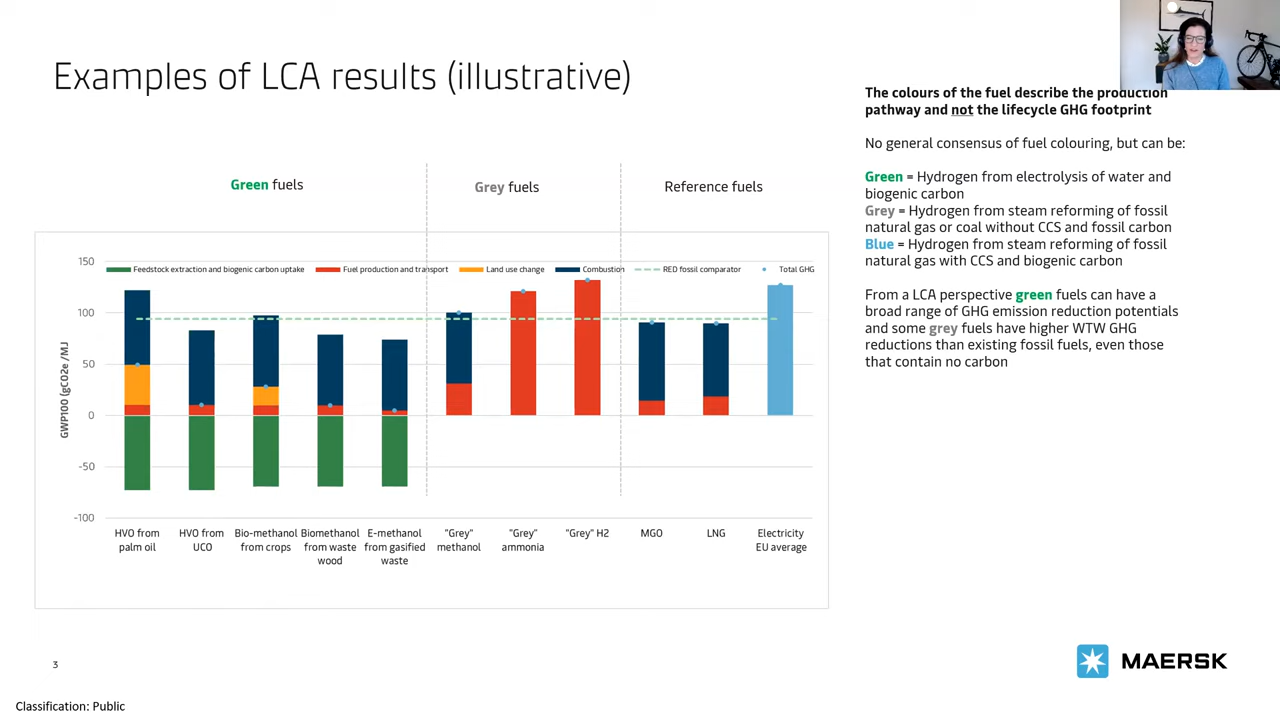 Examples of LCA results (illustrative)
The colours of the fuel describe the production
pathway and not the lifecycle GHG footprint
No general consensus of fuel colouring, but can be:
Green = Hydrogen from electrolysis of water and
biogenic carbon
Grey = Hydrogen from steam reforming of fossil
natural gas or coal without CCS and fossil carbon
Blue = Hydrogen from steam reforming of fossil
natural gas with CCS and biogenic carbon
From a LCA perspective green fuels can have a
broad range of GHG emission reduction potentials
and some grey fuels have higher WTW GHG
reductions than existing fossil fuels, even those
that contain no carbon
Green fuels
Grey fuels
Reference fuels
Feedstock extraction and biogenic carbon uptake
Fuel production and transport
Land use change
Combustion
RED fossil comparator
Total GHG
GWP100 (gCO2e /MJ
150
100
50
0
-50
-100
HVO from
palm oil
HVO from
UCO
Bio-methanol
from crops
Biomethanol
from waste
wood
E-methanol
from gasified
waste
"Grey"
methanol
"Grey"
ammonia
"Grey" H2
MGO
LNG
Electricity
EU average
3
MAERSK
Classification: Public